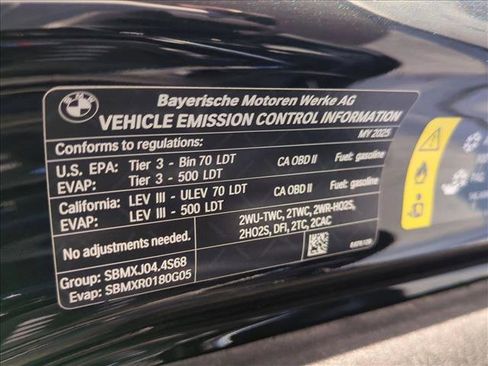 BMW
Bayerische Motoren Werke AG
VEHICLE EMISSION CONTROL INFORMATION
Conforms to regulations: MY 2025
U.S. EPA: Tier 3 - Bin 70 LDT CA OBD II Fuel: gasoline
EVAP: Tier 3 - 500 LDT
California: LEV III - ULEV 70 LDT CA OBD II Fuel: gasoline
EVAP: LEV III - 500 LDT
No adjustments needed. 2WU-TWC, 2TWC, 2WR-HO2S,
2HO2S, DFI, 2TC, 2CAC
Group: SBMXJ04.4S68
Evap: SBMXR0180G05